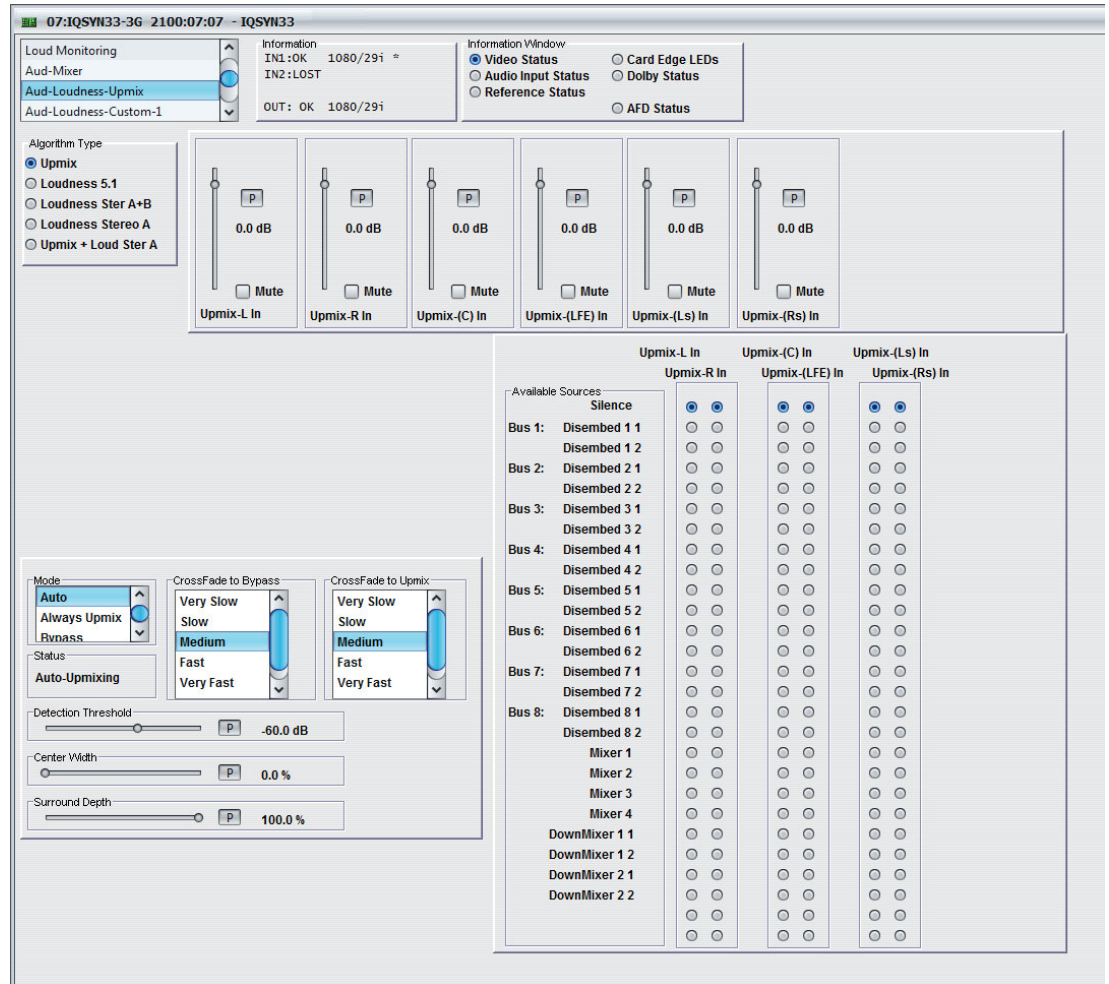 07:IQSYN33-3G 2100:07:07 - IQSYN33
Loud Monitoring
Aud-Mixer
Aud-Loudness-Upmix
Aud-Loudness-Custom-1
Information
IN1:OK 1080/29i *
IN2:LOST
OUT: OK 1080/29i
Information Window
Video Status
Card Edge LEDs
Audio Input Status
Dolby Status
Reference Status
AFD Status
Algorithm Type
Upmix
Loudness 5.1
Loudness Ster A+B
Loudness Stereo A
Upmix + Loud Ster A
P P P P P P
0.0 dB 0.0 dB 0.0 dB 0.0 dB 0.0 dB 0.0 dB
Mute Mute Mute Mute Mute Mute
Upmix-L In Upmix-R In Upmix-(C) In Upmix-(LFE) In Upmix-(Ls) In Upmix-(Rs) In
Upmix-L In Upmix-(C) In Upmix-(Ls) In
Upmix-R In Upmix-(LFE) In Upmix-(Rs) In
Available Sources
Silence
Bus 1: Disembed 1 1
Disembed 1 2
Bus 2: Disembed 2 1
Disembed 2 2
Bus 3: Disembed 3 1
Disembed 3 2
Bus 4: Disembed 4 1
Disembed 4 2
Bus 5: Disembed 5 1
Disembed 5 2
Bus 6: Disembed 6 1
Disembed 6 2
Bus 7: Disembed 7 1
Disembed 7 2
Bus 8: Disembed 8 1
Disembed 8 2
Mixer 1
Mixer 2
Mixer 3
Mixer 4
DownMixer 1 1
DownMixer 1 2
DownMixer 2 1
DownMixer 2 2
Mode
Auto
Always Upmix
Bypass
Status
Auto-Upmixing
CrossFade to Bypass
Very Slow
Slow
Medium
Fast
Very Fast
CrossFade to Upmix
Very Slow
Slow
Medium
Fast
Very Fast
Detection Threshold
P -60.0 dB
Center Width
P 0.0 %
Surround Depth
P 100.0 %